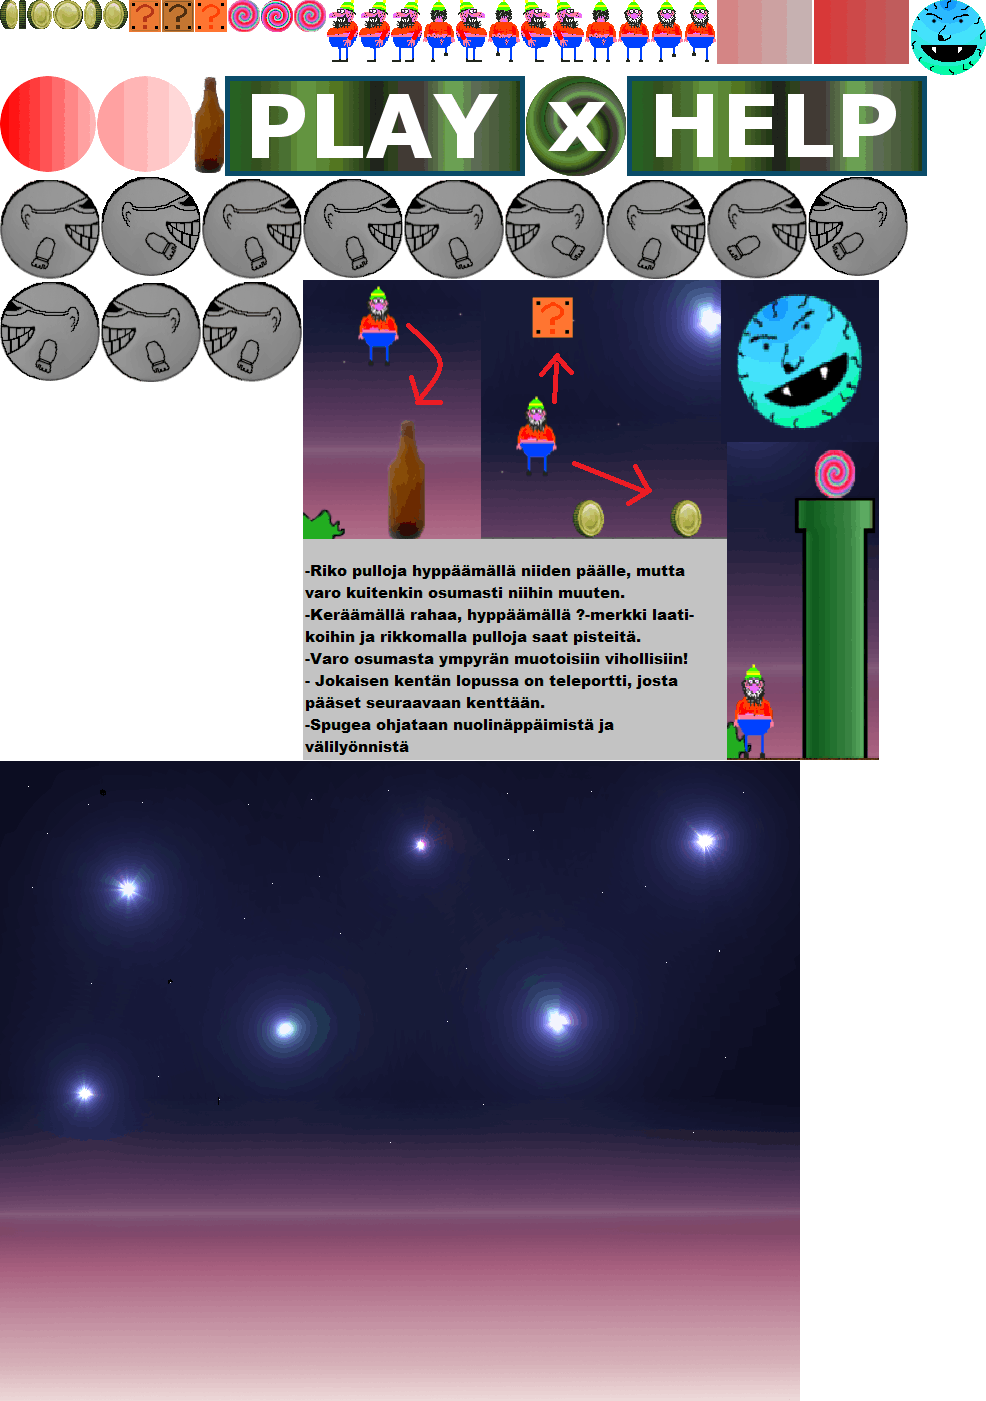 ? ? ?
PLAY x HELP
?
-Riko pulloja hyppäämällä niiden päälle, mutta
varo kuitenkin osumasti niihin muuten.
-Keräämällä rahaa, hyppäämällä ?-merkki laati-
koihin ja rikkomalla pulloja saat pisteitä.
-Varo osumasta ympyrän muotoisiin vihollisiin!
- Jokaisen kentän lopussa on teleportti, josta
pääset seuraavaan kenttään.
-Spugea ohjataan nuolinäppäimistä ja
välilyönnistä